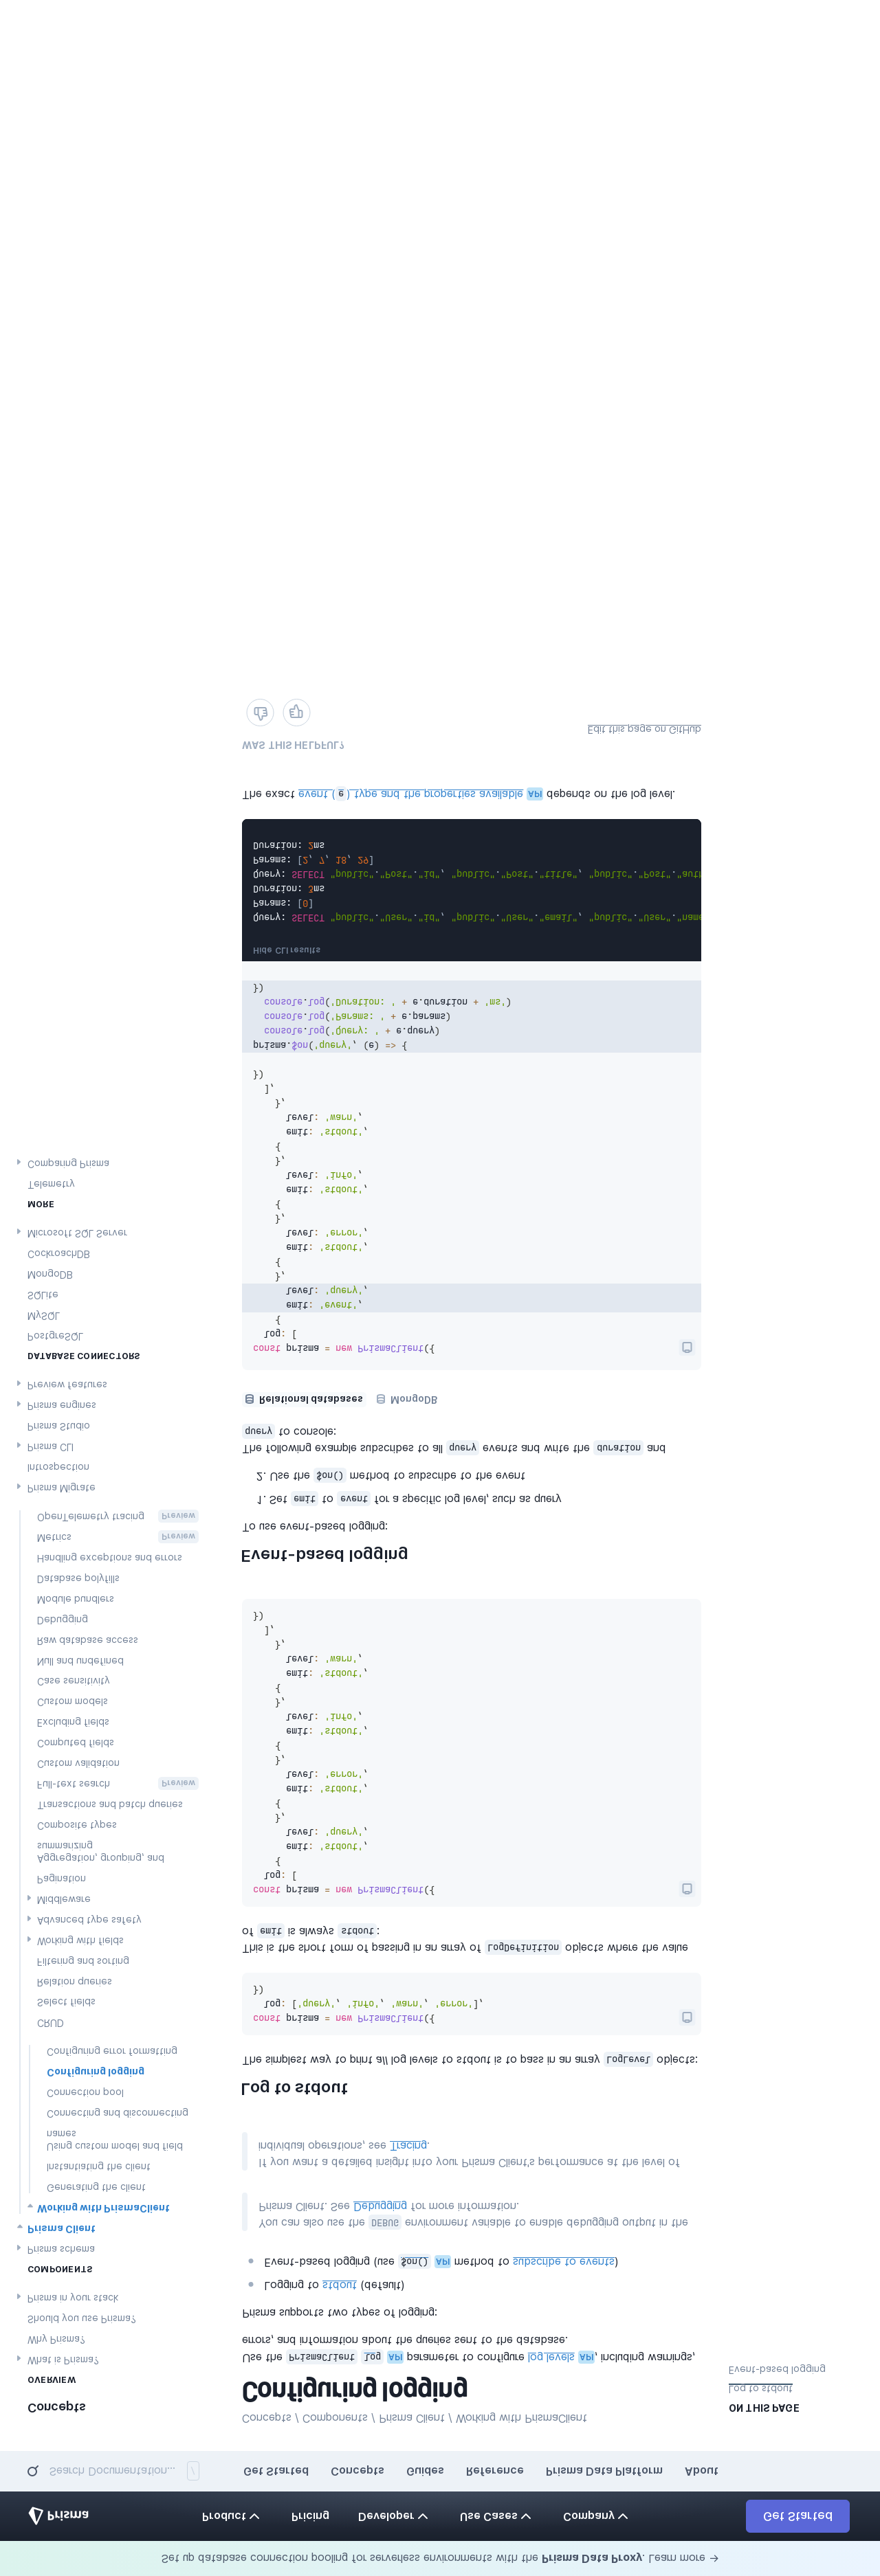 Set up database connection pooling for serverless environments with the Prisma Data Proxy. Learn more →
Prisma
Product
Pricing
Developer
Use Cases
Company
Get Started
Search Documentation...
/
Get Started
Concepts
Guides
Reference
Prisma Data Platform
About
Concepts
OVERVIEW
What is Prisma?
Why Prisma?
Should you use Prisma?
Prisma in your stack
COMPONENTS
Prisma schema
Prisma Client
Working with PrismaClient
Generating the client
Instantiating the client
Using custom model and field
names
Connecting and disconnecting
Connection pool
Configuring logging
Configuring error formatting
CRUD
Select fields
Relation queries
Filtering and sorting
Working with fields
Advanced type safety
Middleware
Pagination
Aggregation, grouping, and
summarizing
Composite types
Transactions and batch queries
Full-text search
Preview
Custom validation
Computed fields
Excluding fields
Custom models
Case sensitivity
Null and undefined
Raw database access
Debugging
Module bundlers
Database polyfills
Handling exceptions and errors
Metrics
Preview
OpenTelemetry tracing
Preview
Prisma Migrate
Introspection
Prisma CLI
Prisma Studio
Prisma engines
Preview features
DATABASE CONNECTORS
PostgreSQL
MySQL
SQLite
MongoDB
CockroachDB
Microsoft SQL Server
MORE
Telemetry
Comparing Prisma
Concepts / Components / Prisma Client / Working with PrismaClient
Configuring logging
Use the PrismaClient log API parameter to configure log levels API, including warnings,
errors, and information about the queries sent to the database.
Prisma supports two types of logging:
Logging to stdout (default)
Event-based logging (use $on() API method to subscribe to events)
You can also use the DEBUG environment variable to enable debugging output in the
Prisma Client. See Debugging for more information.
If you want a detailed insight into your Prisma Client's performance at the level of
individual operations, see Tracing.
Log to stdout
The simplest way to print all log levels to stdout is to pass in an array LogLevel objects:
const prisma = new PrismaClient({
log: ['query', 'info', 'warn', 'error'],
})
This is the short form of passing in an array of LogDefinition objects where the value
of emit is always stdout:
const prisma = new PrismaClient({
log: [
{
emit: 'stdout',
level: 'query',
},
{
emit: 'stdout',
level: 'error',
},
{
emit: 'stdout',
level: 'info',
},
{
emit: 'stdout',
level: 'warn',
},
],
})
Event-based logging
To use event-based logging:
1. Set emit to event for a specific log level, such as query
2. Use the $on() method to subscribe to the event
The following example subscribes to all query events and write the duration and
query to console:
Relational databases
MongoDB
const prisma = new PrismaClient({
log: [
{
emit: 'event',
level: 'query',
},
{
emit: 'stdout',
level: 'error',
},
{
emit: 'stdout',
level: 'info',
},
{
emit: 'stdout',
level: 'warn',
},
],
})
prisma.$on('query', (e) => {
console.log('Query: ' + e.query)
console.log('Params: ' + e.params)
console.log('Duration: ' + e.duration + 'ms')
})
Hide CLI results
Query: SELECT "public"."User"."id", "public"."User"."email", "public"."User"."name
Params: [0]
Duration: 3ms
Query: SELECT "public"."Post"."id", "public"."Post"."title", "public"."Post"."auth
Params: [2, 7, 18, 29]
Duration: 2ms
The exact event (e) type and the properties available API depends on the log level.
WAS THIS HELPFUL?
Edit this page on GitHub
ON THIS PAGE
Log to stdout
Event-based logging